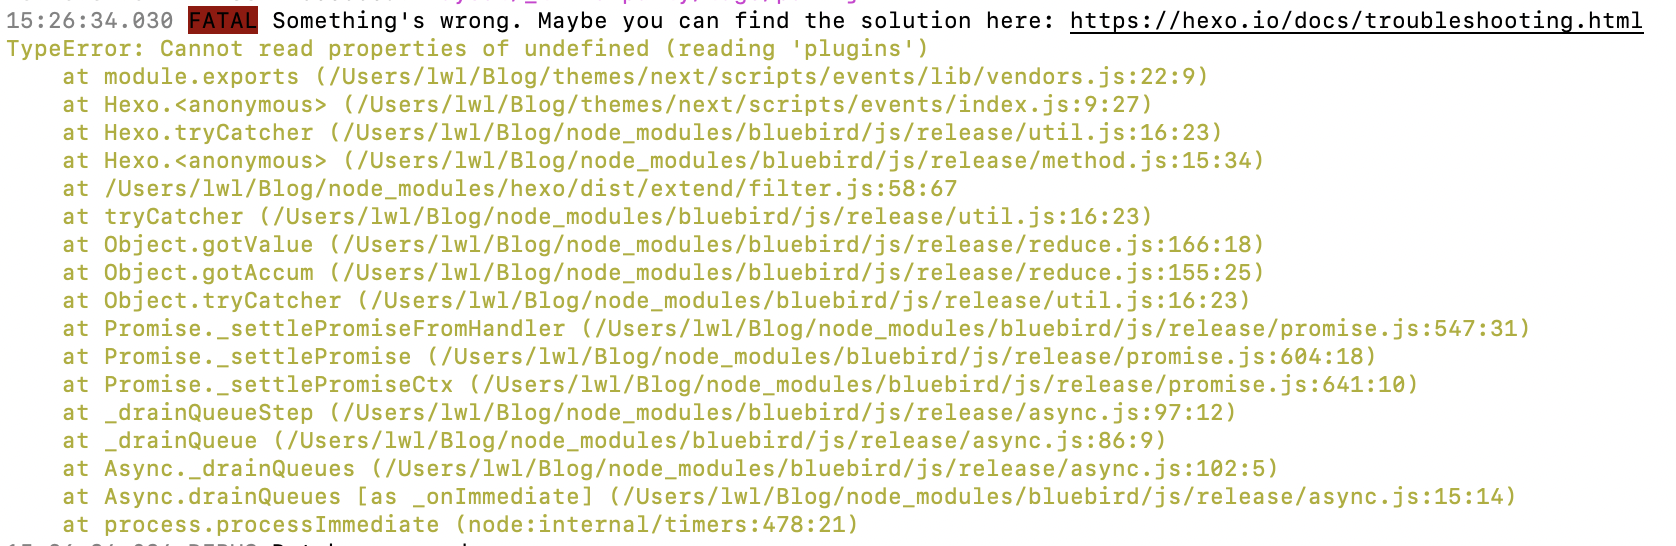 15:26:34.030 FATAL Something's wrong. Maybe you can find the solution here: https://hexo.io/docs/troubleshooting.html
TypeError: Cannot read properties of undefined (reading 'plugins')
    at module.exports (/Users/lwl/Blog/themes/next/scripts/events/lib/vendors.js:22:9)
    at Hexo.<anonymous> (/Users/lwl/Blog/themes/next/scripts/events/index.js:9:27)
    at Hexo.tryCatcher (/Users/lwl/Blog/node_modules/bluebird/js/release/util.js:16:23)
    at Hexo.<anonymous> (/Users/lwl/Blog/node_modules/bluebird/js/release/method.js:15:34)
    at /Users/lwl/Blog/node_modules/hexo/dist/extend/filter.js:58:67
    at tryCatcher (/Users/lwl/Blog/node_modules/bluebird/js/release/util.js:16:23)
    at Object.gotValue (/Users/lwl/Blog/node_modules/bluebird/js/release/reduce.js:166:18)
    at Object.gotAccum (/Users/lwl/Blog/node_modules/bluebird/js/release/reduce.js:155:25)
    at Object.tryCatcher (/Users/lwl/Blog/node_modules/bluebird/js/release/util.js:16:23)
    at Promise._settlePromiseFromHandler (/Users/lwl/Blog/node_modules/bluebird/js/release/promise.js:547:31)
    at Promise._settlePromise (/Users/lwl/Blog/node_modules/bluebird/js/release/promise.js:604:18)
    at Promise._settlePromiseCtx (/Users/lwl/Blog/node_modules/bluebird/js/release/promise.js:641:10)
    at _drainQueueStep (/Users/lwl/Blog/node_modules/bluebird/js/release/async.js:97:12)
    at _drainQueue (/Users/lwl/Blog/node_modules/bluebird/js/release/async.js:86:9)
    at Async._drainQueues (/Users/lwl/Blog/node_modules/bluebird/js/release/async.js:102:5)
    at Async.drainQueues [as _onImmediate] (/Users/lwl/Blog/node_modules/bluebird/js/release/async.js:15:14)
    at process.processImmediate (node:internal/timers:478:21)